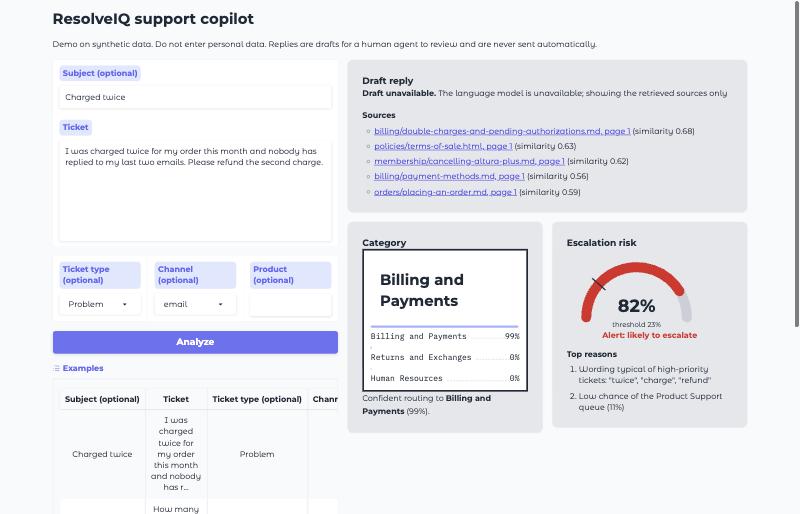 ResolveIQ support copilot
Demo on synthetic data. Do not enter personal data. Replies are drafts for a human agent to review and are never sent automatically.
Subject (optional)
Charged twice
Ticket
I was charged twice for my order this month and nobody has
replied to my last two emails. Please refund the second charge.
Ticket type
(optional)
Problem
Channel
(optional)
email
Product
(optional)
Analyze
Examples
Subject (optional) Ticket Ticket type (optional) Chann
Charged twice
I was
charged
twice for
my order
this month
and nobody
has r...
Problem
How many
Draft reply
Draft unavailable. The language model is unavailable; showing the retrieved sources only
Sources
billing/double-charges-and-pending-authorizations.md, page 1 (similarity 0.68)
policies/terms-of-sale.html, page 1 (similarity 0.63)
membership/cancelling-altura-plus.md, page 1 (similarity 0.62)
billing/payment-methods.md, page 1 (similarity 0.56)
orders/placing-an-order.md, page 1 (similarity 0.59)
Category
Billing and
Payments
Billing and Payments 99%
Returns and Exchanges 0%
Human Resources 0%
Confident routing to Billing and
Payments (99%).
Escalation risk
82%
threshold 23%
Alert: likely to escalate
Top reasons
1. Wording typical of high-priority
tickets: "twice", "charge", "refund"
2. Low chance of the Product Support
queue (11%)